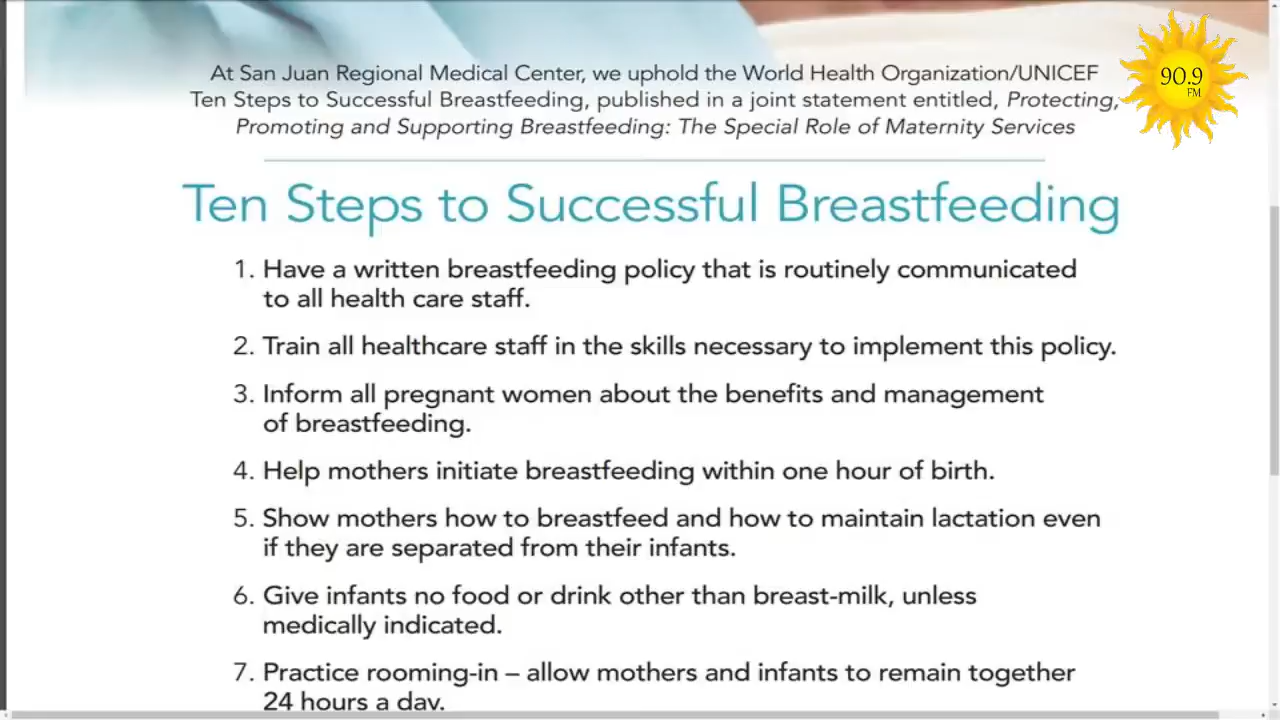 At San Juan Regional Medical Center, we uphold the World Health Organization/UNICEF
Ten Steps to Successful Breastfeeding, published in a joint statement entitled, Protecting,
Promoting and Supporting Breastfeeding: The Special Role of Maternity Services
90.9
FM
Ten Steps to Successful Breastfeeding
1. Have a written breastfeeding policy that is routinely communicated
to all health care staff.
2. Train all healthcare staff in the skills necessary to implement this policy.
3. Inform all pregnant women about the benefits and management
of breastfeeding.
4. Help mothers initiate breastfeeding within one hour of birth.
5. Show mothers how to breastfeed and how to maintain lactation even
if they are separated from their infants.
6. Give infants no food or drink other than breast-milk, unless
medically indicated.
7. Practice rooming-in – allow mothers and infants to remain together
24 hours a day.